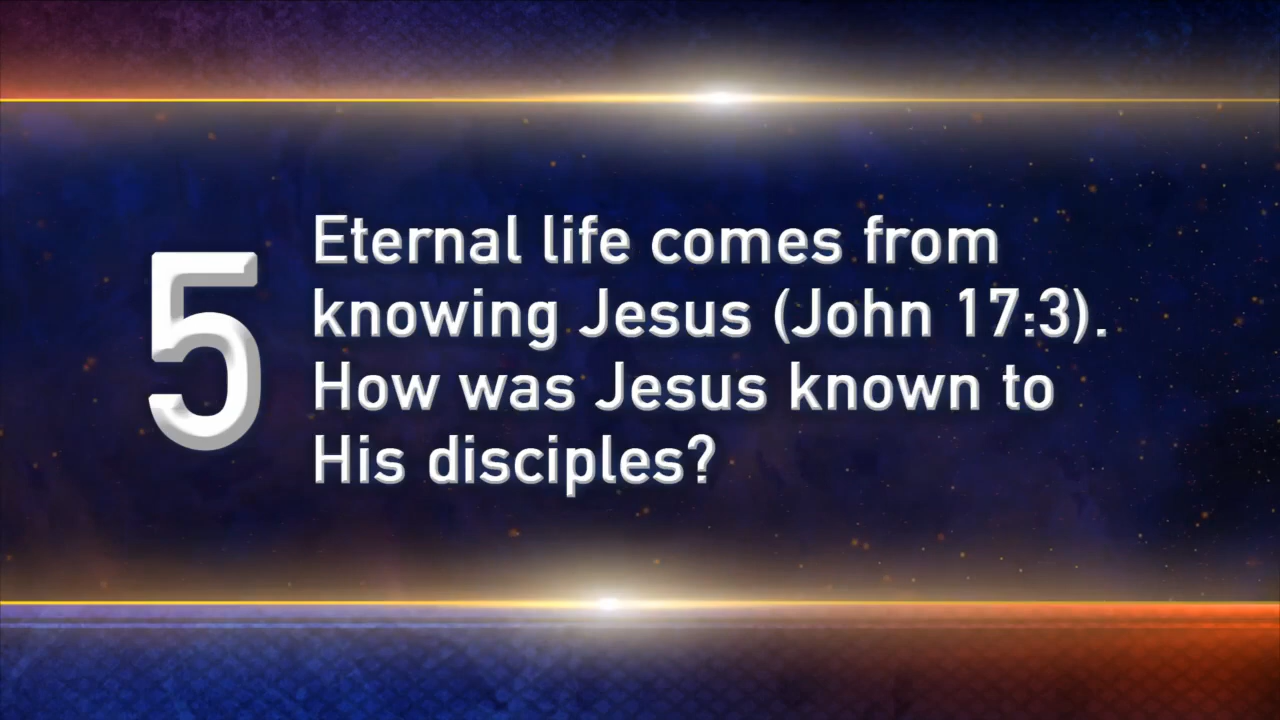 5
Eternal life comes from
knowing Jesus (John 17:3).
How was Jesus known to
His disciples?